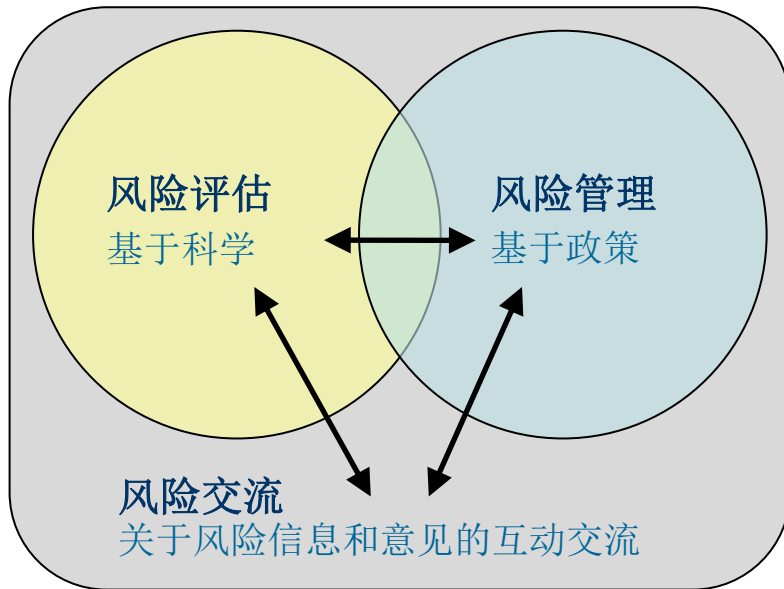 风险评估
基于科学
风险管理
基于政策
风险交流
关于风险信息和意见的互动交流